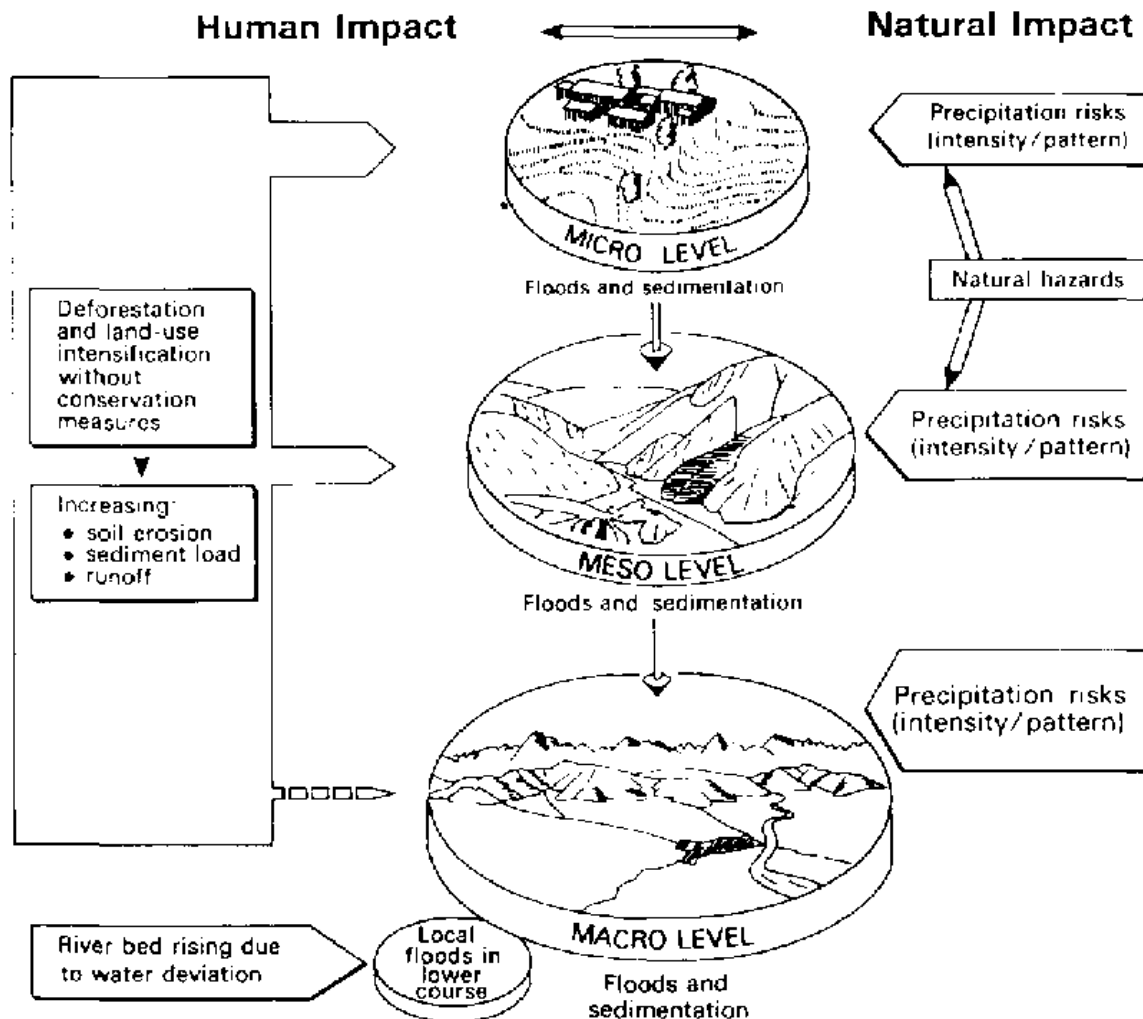 Human Impact
Natural Impact
Precipitation risks
(intensity/pattern)
MICRO LEVEL
Floods and sedimentation
Natural hazards
Deforestation
and land-use
intensification
without
conservation
measures
Precipitation risks
(intensity/pattern)
Increasing:
• soil erosion
• sediment load
• runoff
MESO LEVEL
Floods and sedimentation
Precipitation risks
(intensity/pattern)
MACRO LEVEL
River bed rising due
to water deviation
Local
floods in
lower
course
Floods and
sedimentation